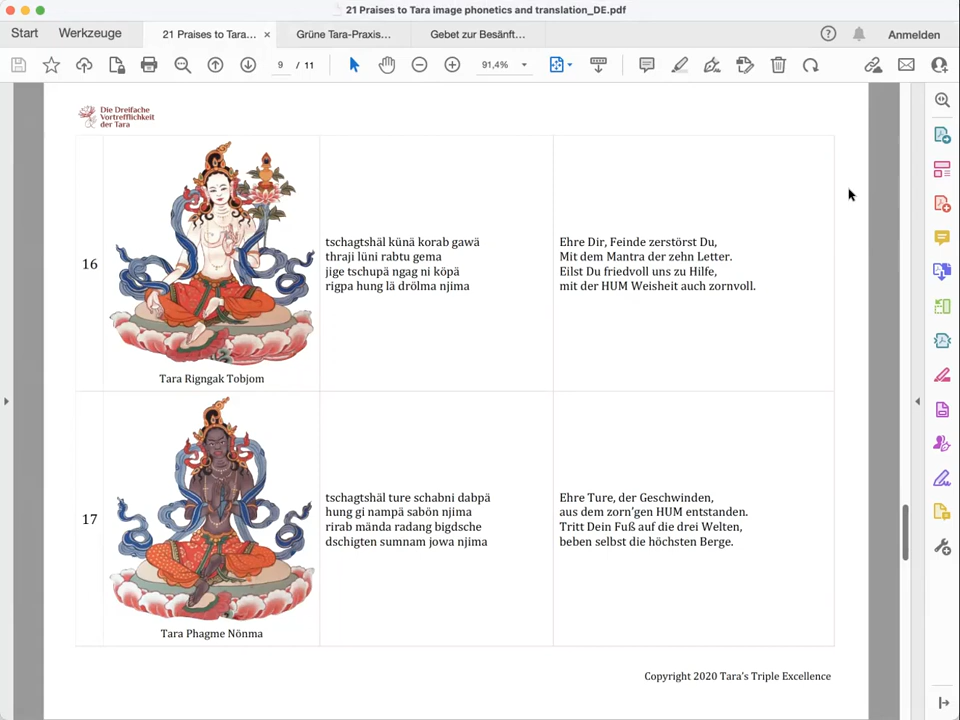 21 Praises to Tara image phonetics and translation_DE.pdf
Start
Werkzeuge
21 Praises to Tara... ×
Grüne Tara-Praxis...
Gebet zur Besänft...
Anmelden
9 / 11
91,4%
Die Dreifache
Vortrefflichkeit
der Tara
16
Tara Rigngak Tobjom
tschagtshäl künä korab gawä
thraji lüni rabtu gema
jige tschupä ngag ni köpä
rigpa hung lä drölma njima
Ehre Dir, Feinde zerstörst Du,
Mit dem Mantra der zehn Letter.
Eilst Du friedvoll uns zu Hilfe,
mit der HUM Weisheit auch zornvoll.
17
Tara Phagme Nönma
tschagtshäl ture schabni dabpä
hung gi nampä sabön njima
rirab mända radang bigdsche
dschigten sumnam jowa njima
Ehre Ture, der Geschwinden,
aus dem zorn'gen HUM entstanden.
Tritt Dein Fuß auf die drei Welten,
beben selbst die höchsten Berge.
Copyright 2020 Tara's Triple Excellence